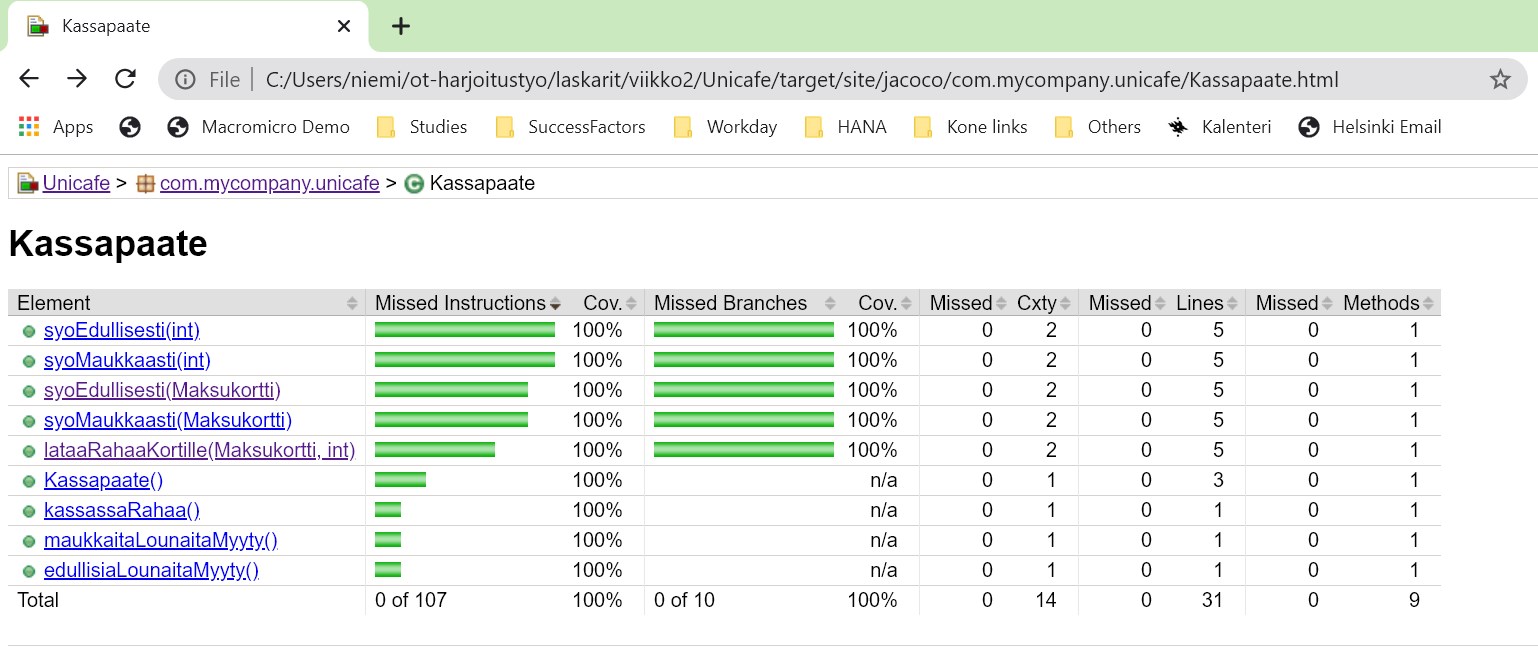 Kassapaate
File C:/Users/niemi/ot-harjoitustyo/laskarit/viikko2/Unicafe/target/site/jacoco/com.mycompany.unicafe/Kassapaate.html
Apps Macromicro Demo Studies SuccessFactors Workday HANA Kone links Others Kalenteri Helsinki Email
Unicafe > com.mycompany.unicafe > Kassapaate
Kassapaate
Element Missed Instructions Cov. Missed Branches Cov. Missed Cxty Missed Lines Missed Methods
syoEdullisesti(int) 100% 100% 0 2 0 5 0 1
syoMaukkaasti(int) 100% 100% 0 2 0 5 0 1
syoEdullisesti(Maksukortti) 100% 100% 0 2 0 5 0 1
syoMaukkaasti(Maksukortti) 100% 100% 0 2 0 5 0 1
lataaRahaaKortille(Maksukortti, int) 100% 100% 0 2 0 5 0 1
Kassapaate() 100% n/a 0 1 0 3 0 1
kassassaRahaa() 100% n/a 0 1 0 1 0 1
maukkaitaLounaitaMyyty() 100% n/a 0 1 0 1 0 1
edullisiaLounaitaMyyty() 100% n/a 0 1 0 1 0 1
Total 0 of 107 100% 0 of 10 100% 0 14 0 31 0 9